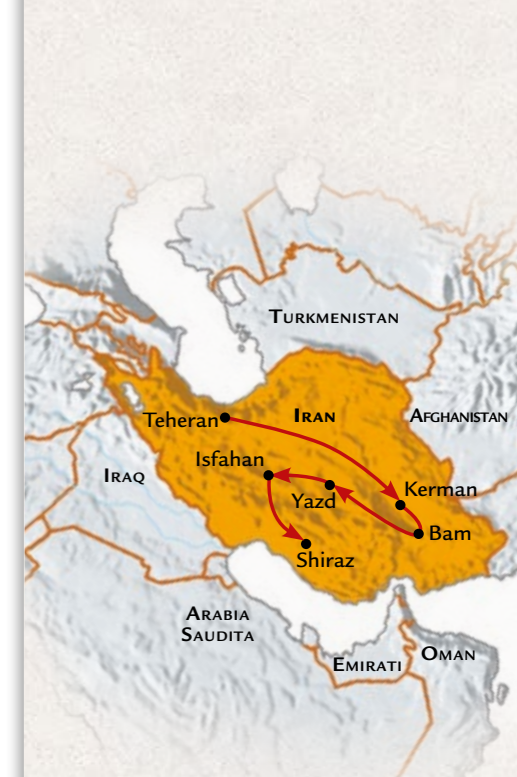 TURKMENISTAN
IRAN
AFGHANISTAN
Teheran
Isfahan
IRAQ
Yazd
Kerman
Bam
Shiraz
ARABIA
SAUDITA
EMIRATI
OMAN